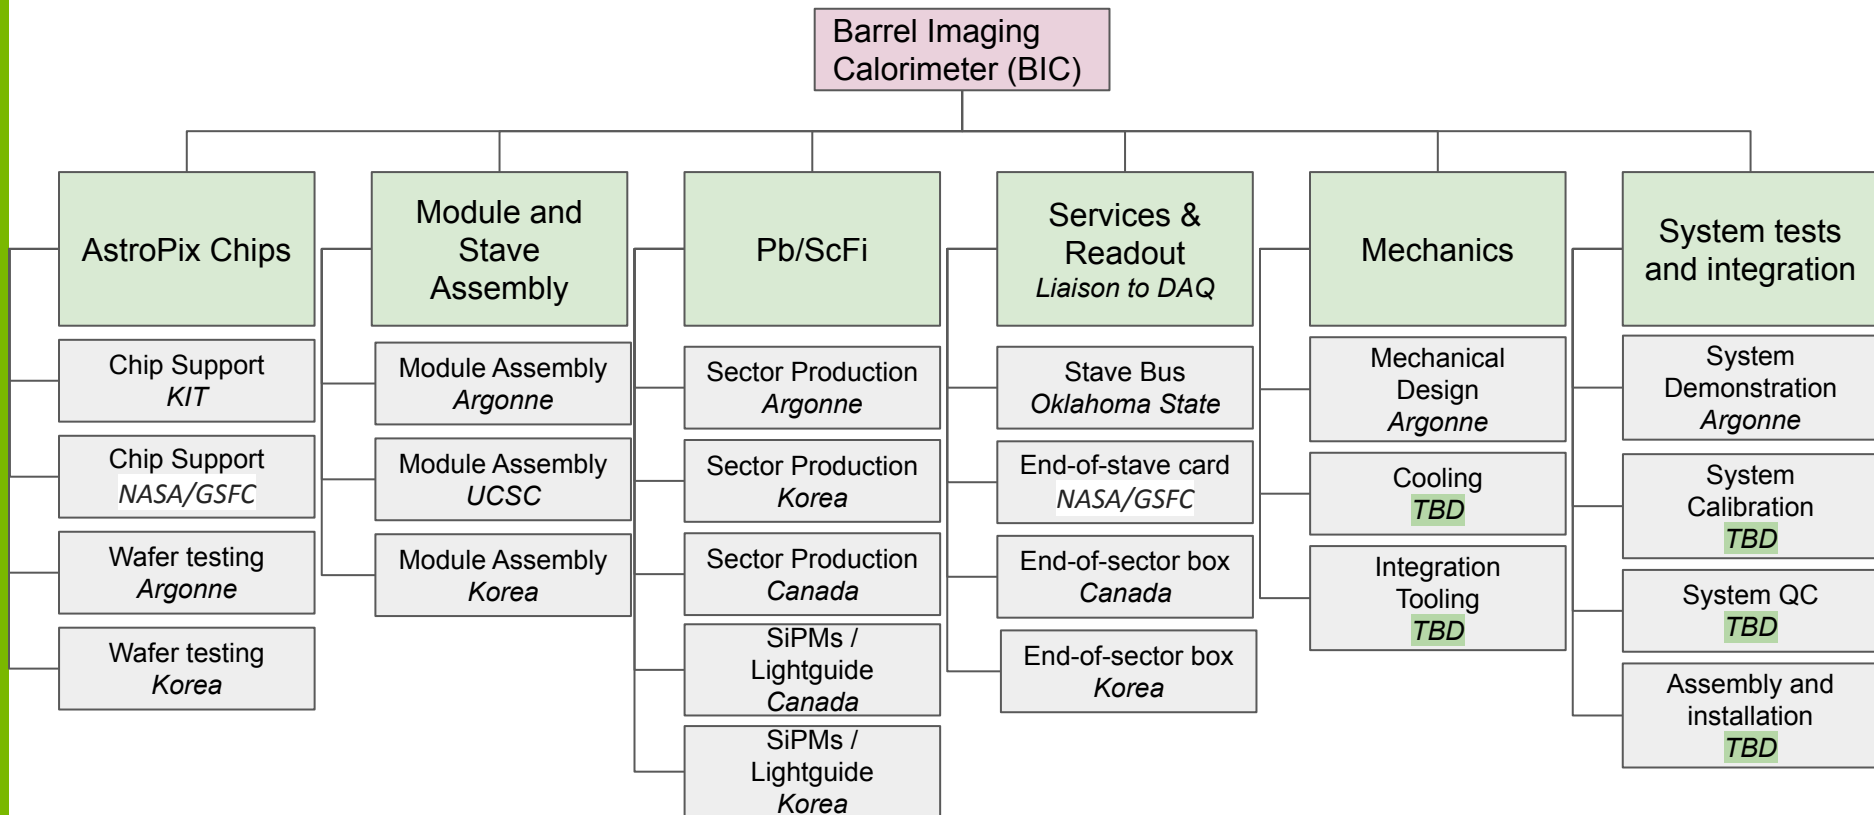 Barrel Imaging
Calorimeter (BIC)
AstroPix Chips
Chip Support
KIT
Chip Support
NASA/GSFC
Wafer testing
Argonne
Wafer testing
Korea
Module and
Stave
Assembly
Module Assembly
Argonne
Module Assembly
UCSC
Module Assembly
Korea
Pb/ScFi
Sector Production
Argonne
Sector Production
Korea
Sector Production
Canada
SiPMs /
Lightguide
Canada
SiPMs /
Lightguide
Korea
Services &
Readout
Liaison to DAQ
Stave Bus
Oklahoma State
End-of-stave card
NASA/GSFC
End-of-sector box
Canada
End-of-sector box
Korea
Mechanics
Mechanical
Design
Argonne
Cooling
TBD
Integration
Tooling
TBD
System tests
and integration
System
Demonstration
Argonne
System
Calibration
TBD
System QC
TBD
Assembly and
installation
TBD